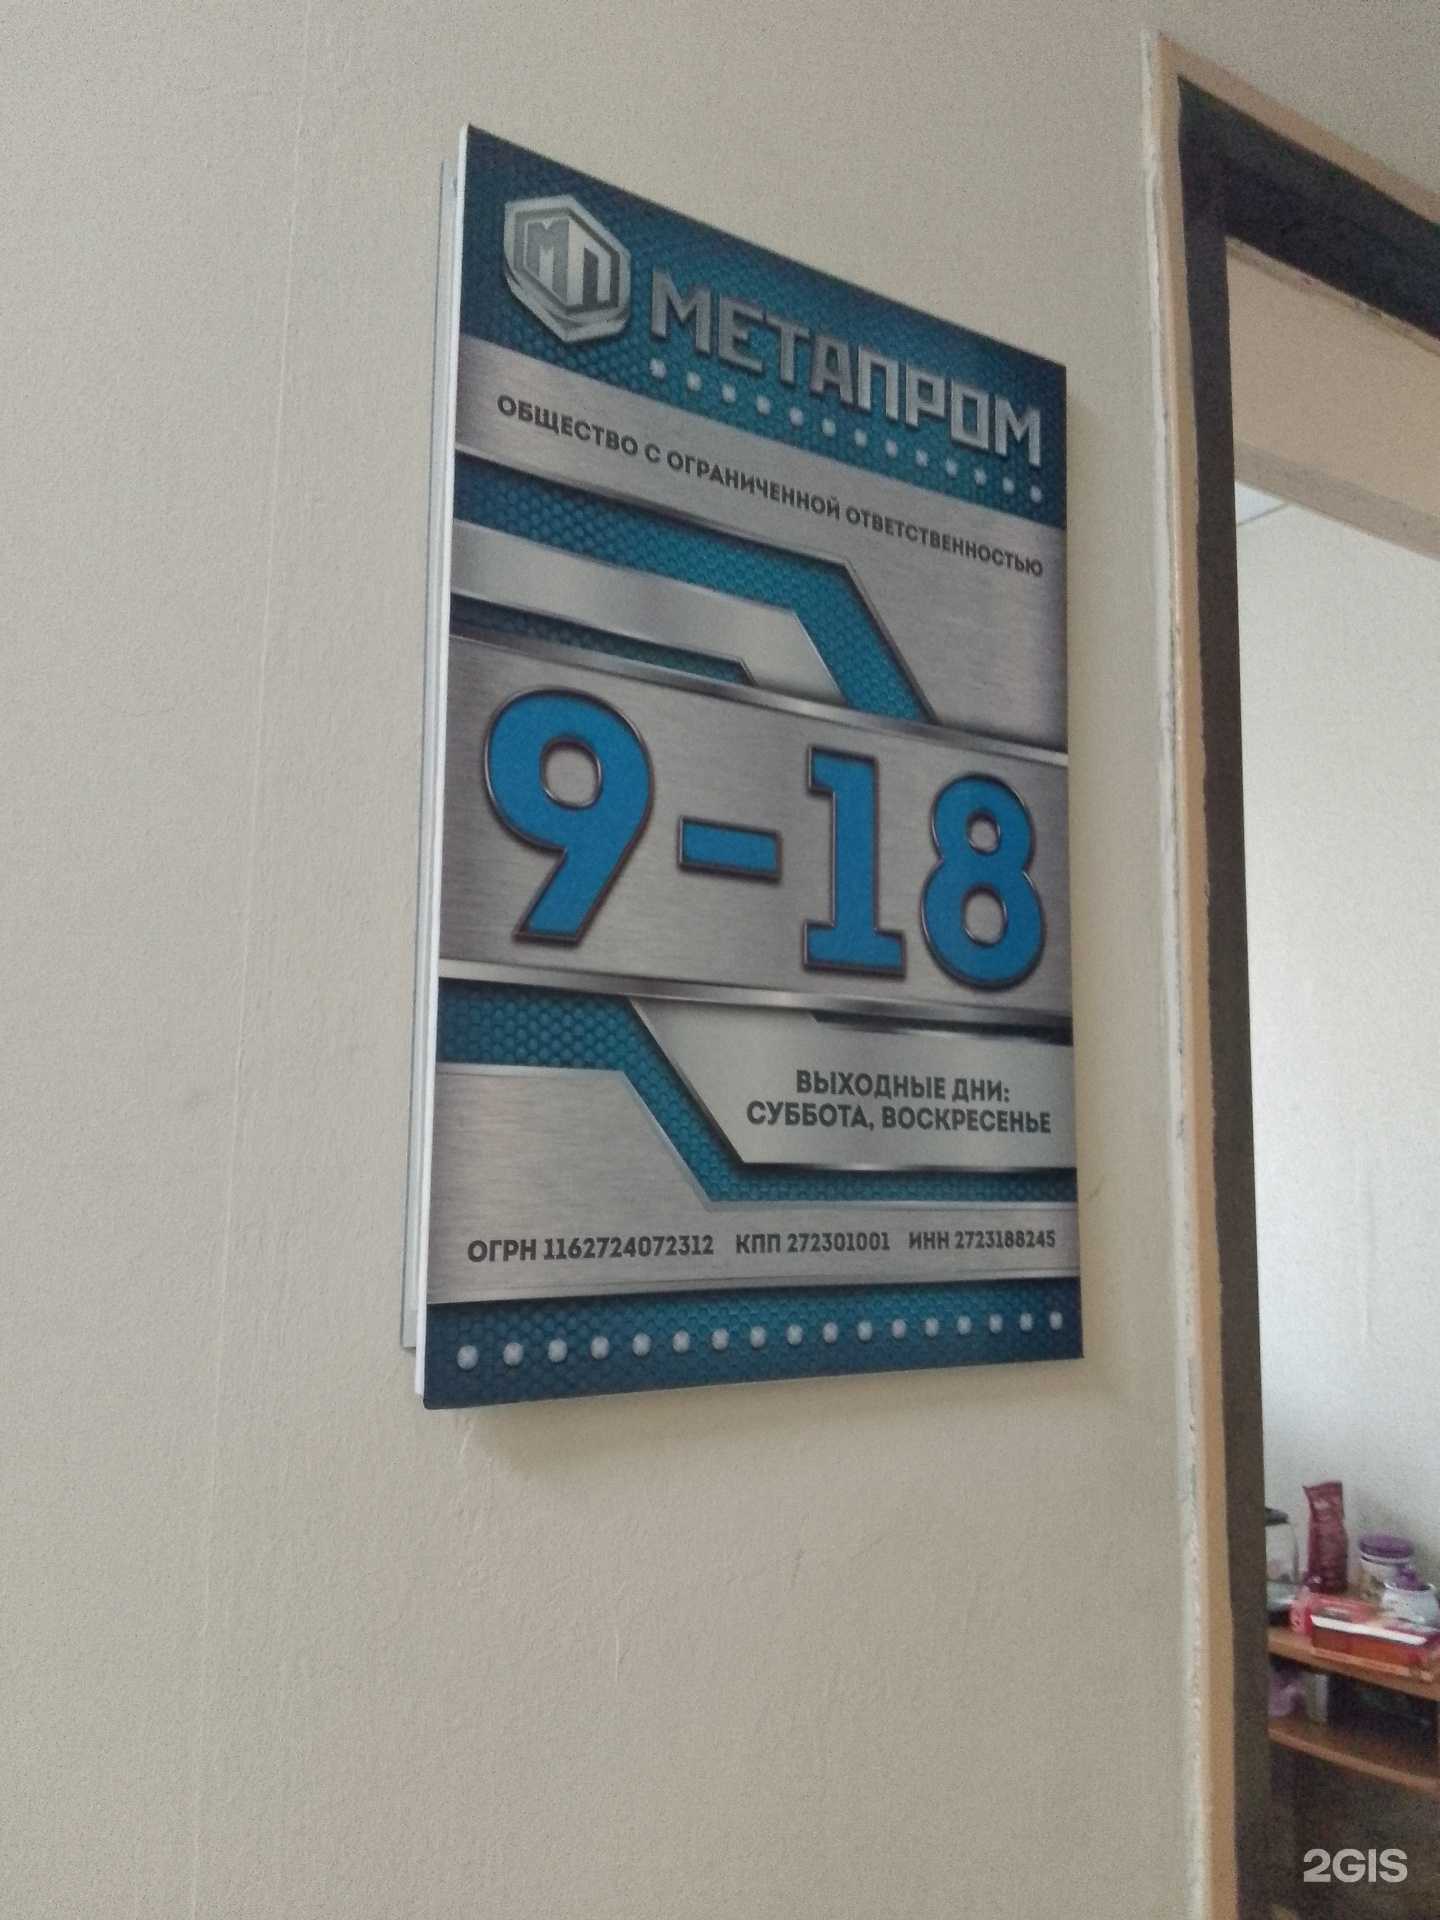 МП
МЕТАПРОМ
ОБЩЕСТВО С ОГРАНИЧЕННОЙ ОТВЕТСТВЕННОСТЬЮ
9-18
ВЫХОДНЫЕ ДНИ:
СУББОТА, ВОСКРЕСЕНЬЕ
ОГРН 1162724072312 КПП 272301001 ИНН 2723188245
2GIS